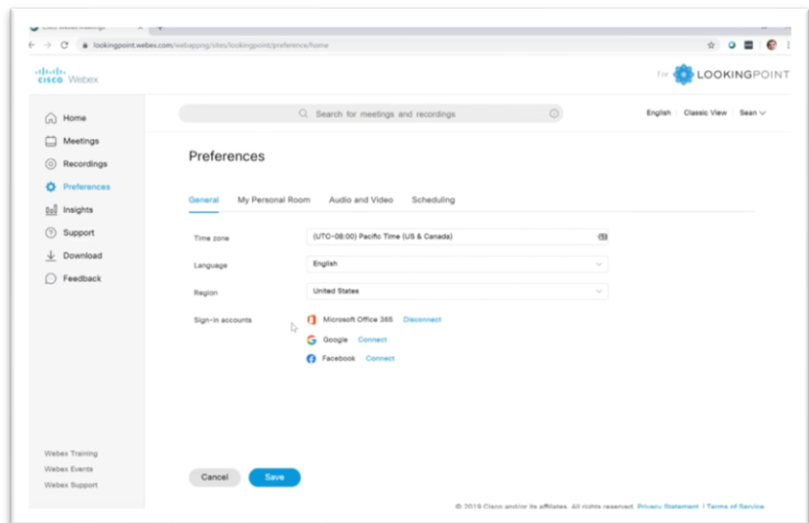 Cisco Webex Meetings
lookingpoint.webex.com/webappng/sites/lookingpoint/preference/home
CISCO Webex
For LOOKINGPOINT
Search for meetings and recordings
English Classic View Sean
Home
Meetings
Recordings
Preferences
Insights
Support
Download
Feedback
Preferences
General My Personal Room Audio and Video Scheduling
Time zone (UTC-08:00) Pacific Time (US & Canada)
Language English
Region United States
Sign-in accounts Microsoft Office 365 Disconnect
Google Connect
Facebook Connect
Webex Training
Webex Events
Webex Support
Cancel Save
© 2019 Cisco and/or its affiliates. All rights reserved. Privacy Statement | Terms of Service